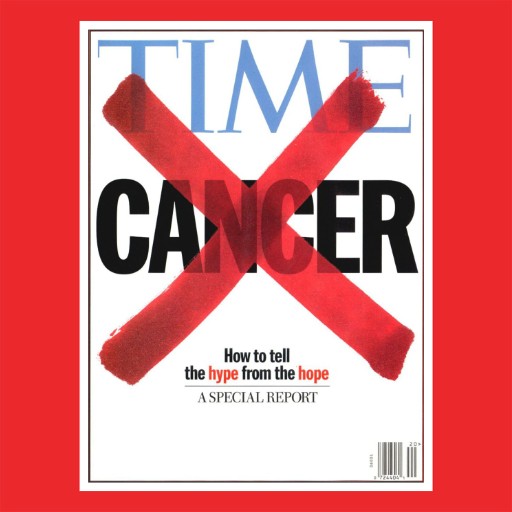 TIME
CANCER
How to tell
the hype from the hope
A SPECIAL REPORT